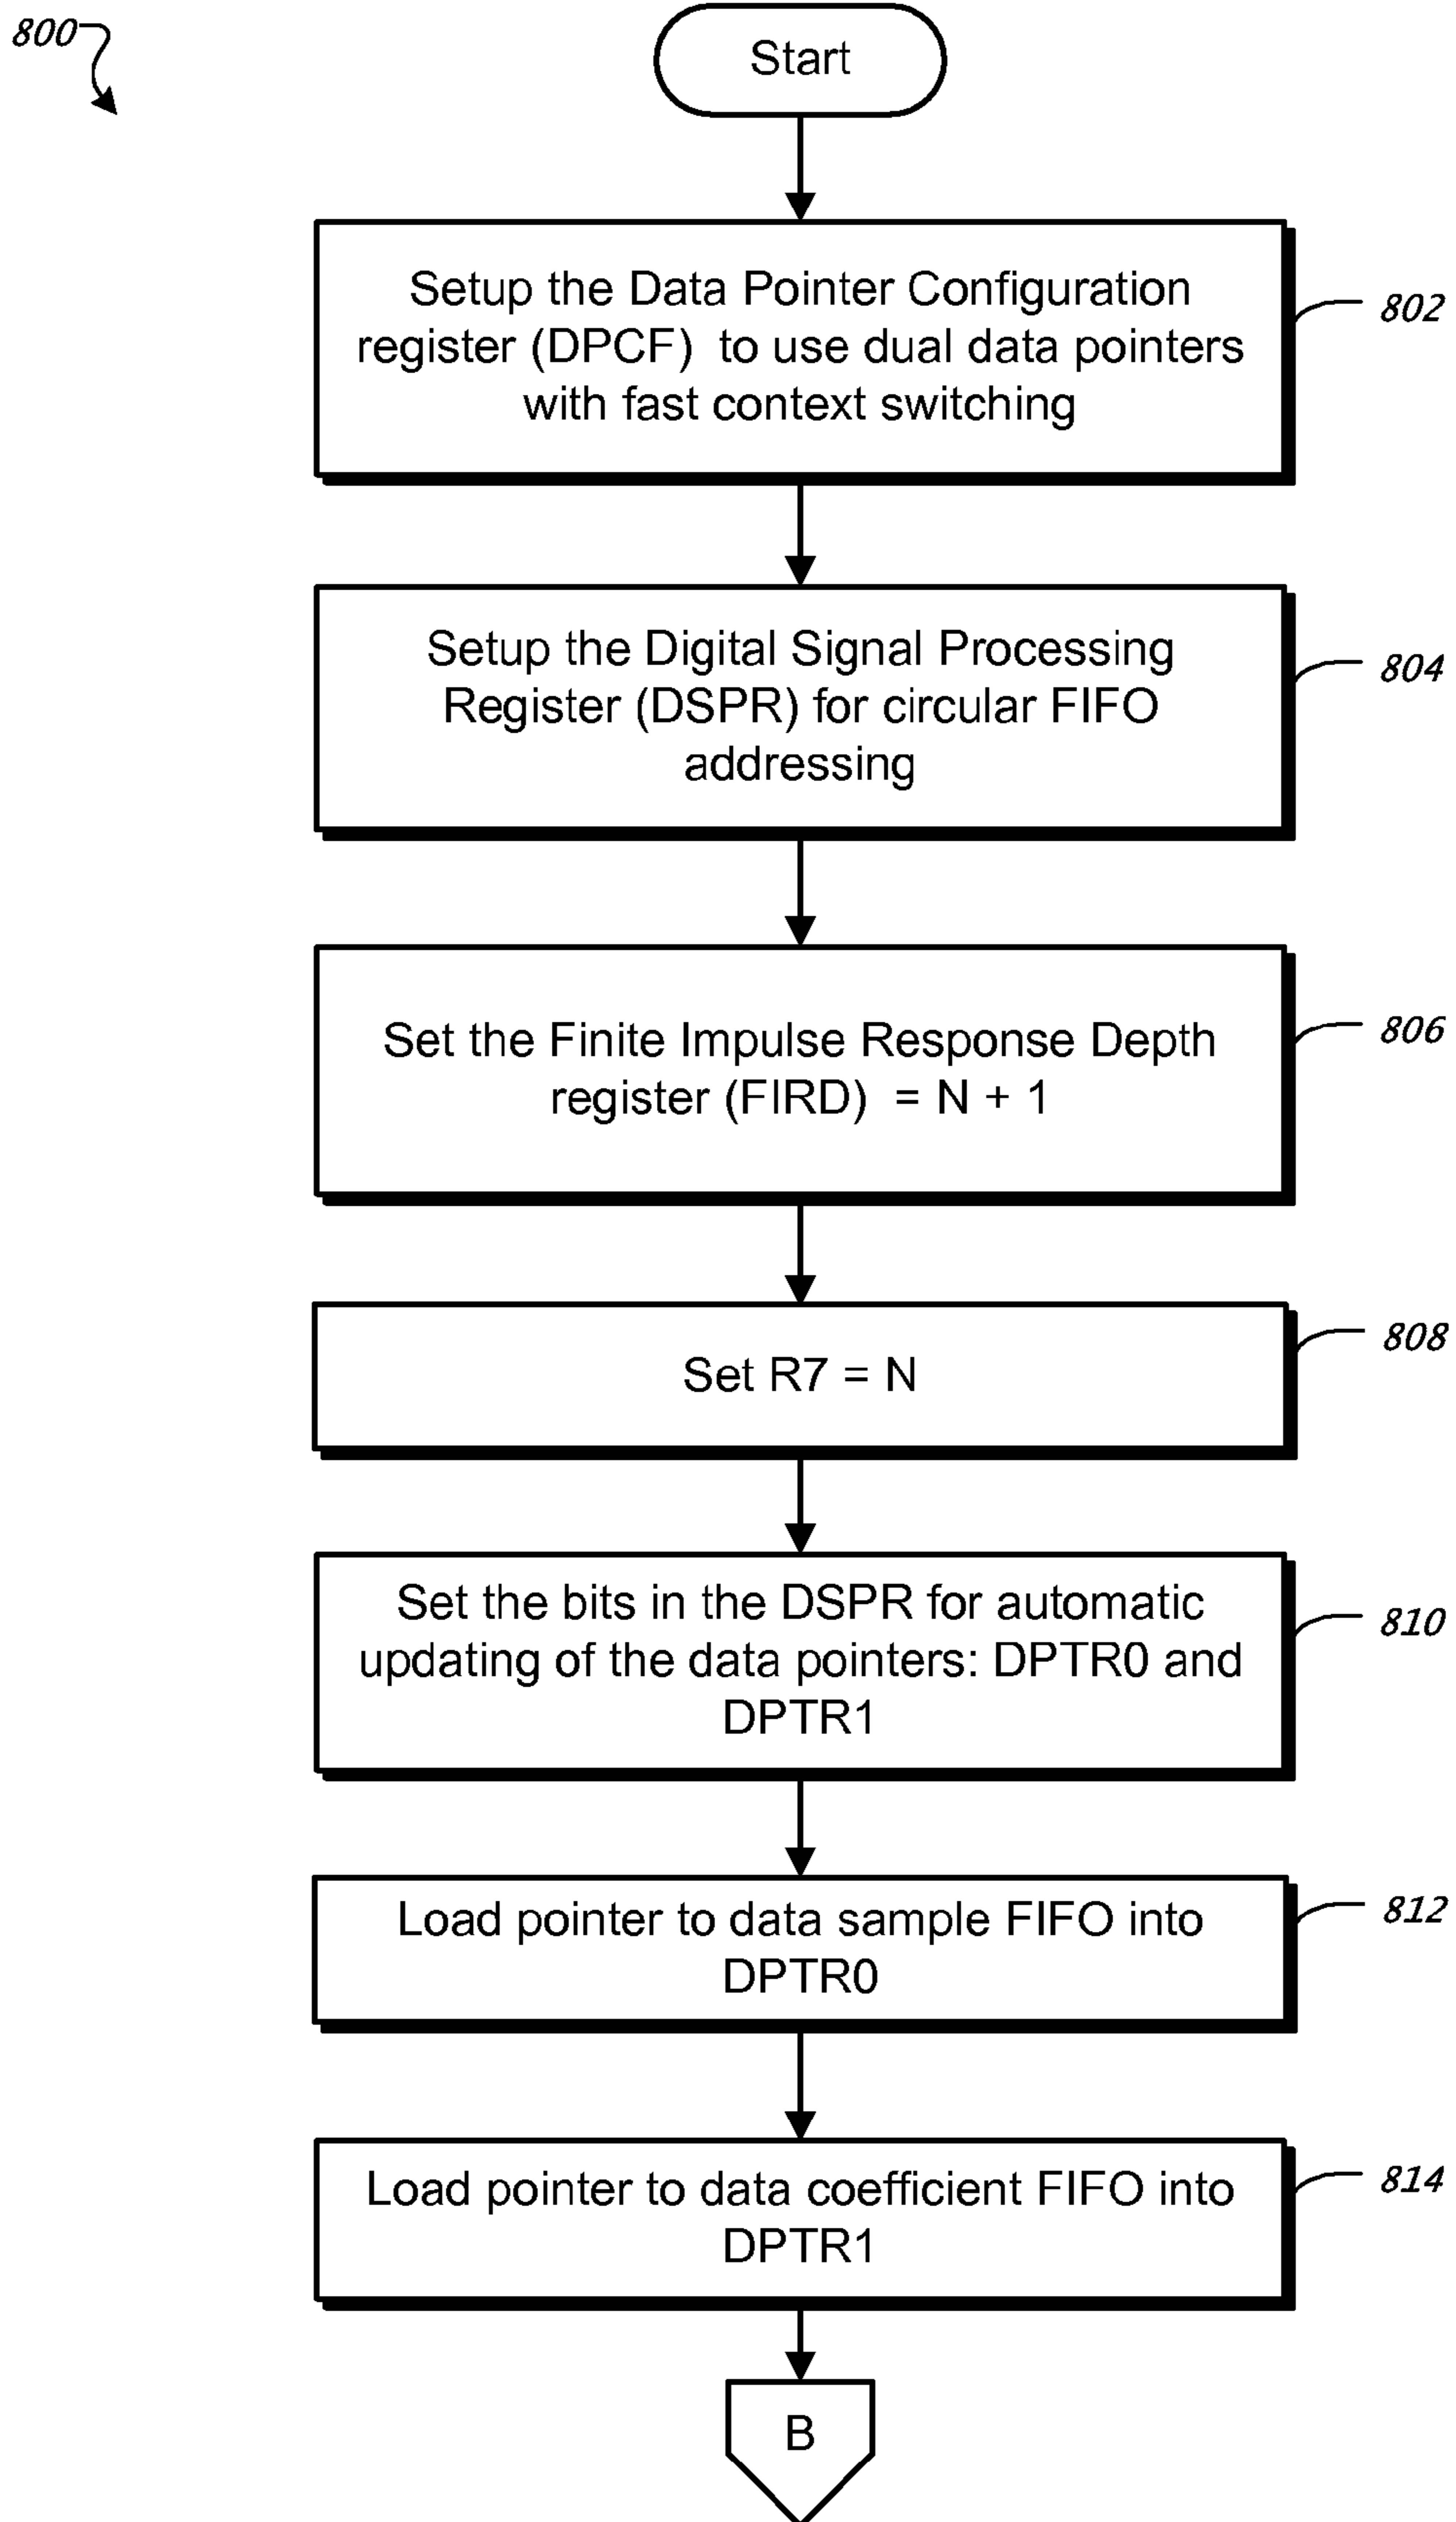 800
Start
Setup the Data Pointer Configuration
register (DPCF) to use dual data pointers
with fast context switching
802
Setup the Digital Signal Processing
Register (DSPR) for circular FIFO
addressing
804
Set the Finite Impulse Response Depth
register (FIRD) = N + 1
806
Set R7 = N
808
Set the bits in the DSPR for automatic
updating of the data pointers: DPTR0 and
DPTR1
810
Load pointer to data sample FIFO into
DPTR0
812
Load pointer to data coefficient FIFO into
DPTR1
814
B